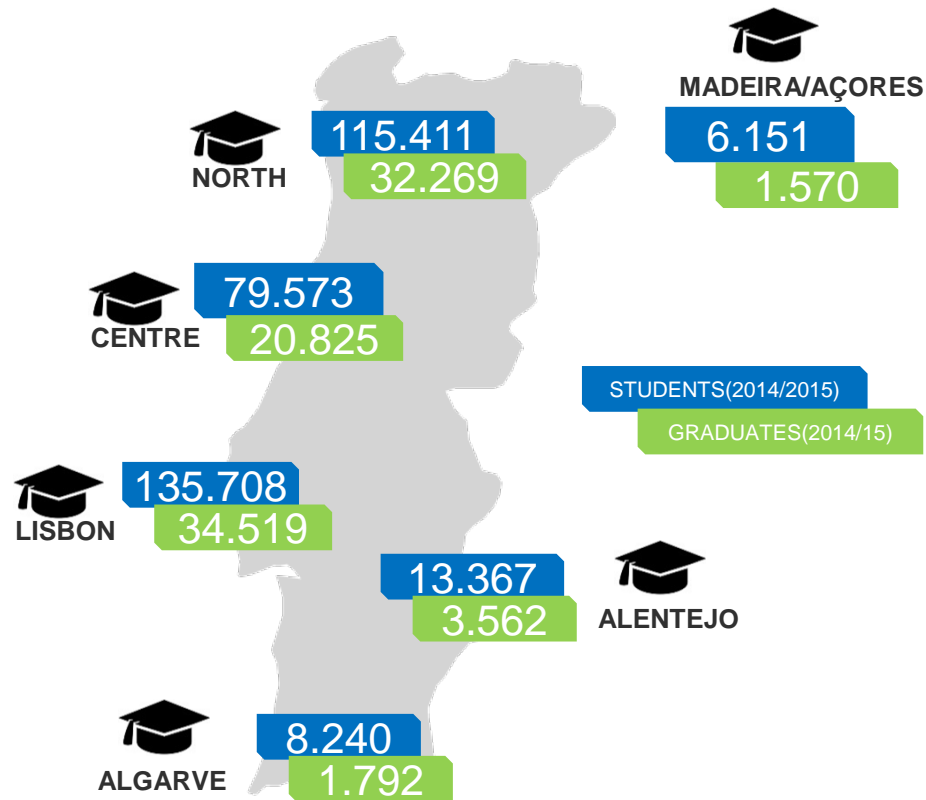 MADEIRA/AÇORES
6.151
1.570
NORTH
115.411
32.269
CENTRE
79.573
20.825
STUDENTS(2014/2015)
GRADUATES(2014/15)
LISBON
135.708
34.519
13.367
3.562
ALENTEJO
ALGARVE
8.240
1.792